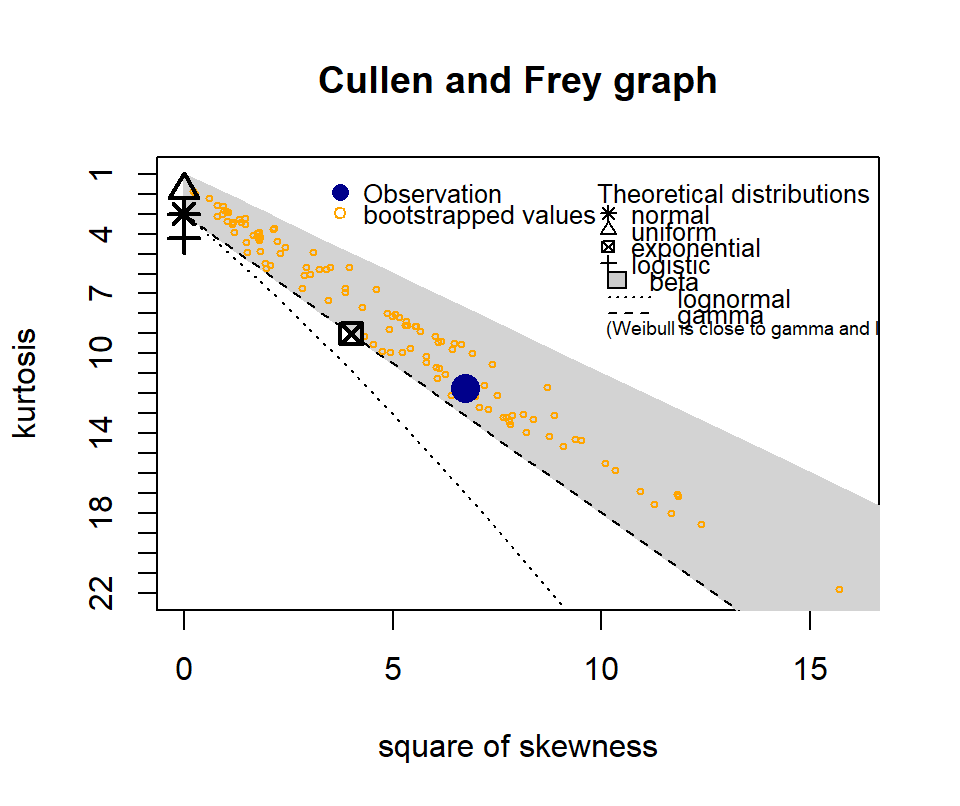 Cullen and Frey graph
Observation
bootstrapped values
Theoretical distributions
normal
uniform
exponential
logistic
beta
lognormal
gamma
(Weibull is close to gamma and l
kurtosis
1
4
7
10
14
18
22
0 5 10 15
square of skewness